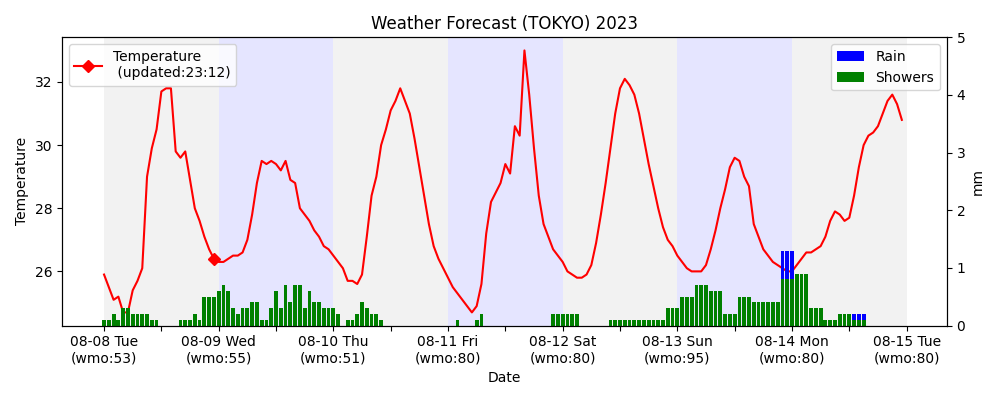 Weather Forecast (TOKYO) 2023
Temperature
(updated:23:12)
Rain
Showers
Temperature
32
30
28
26
5
4
3
2
1
0
mm
08-08 Tue
(wmo:53)
08-09 Wed
(wmo:55)
08-10 Thu
(wmo:51)
08-11 Fri
(wmo:80)
08-12 Sat
(wmo:80)
08-13 Sun
(wmo:95)
08-14 Mon
(wmo:80)
08-15 Tue
(wmo:80)
Date